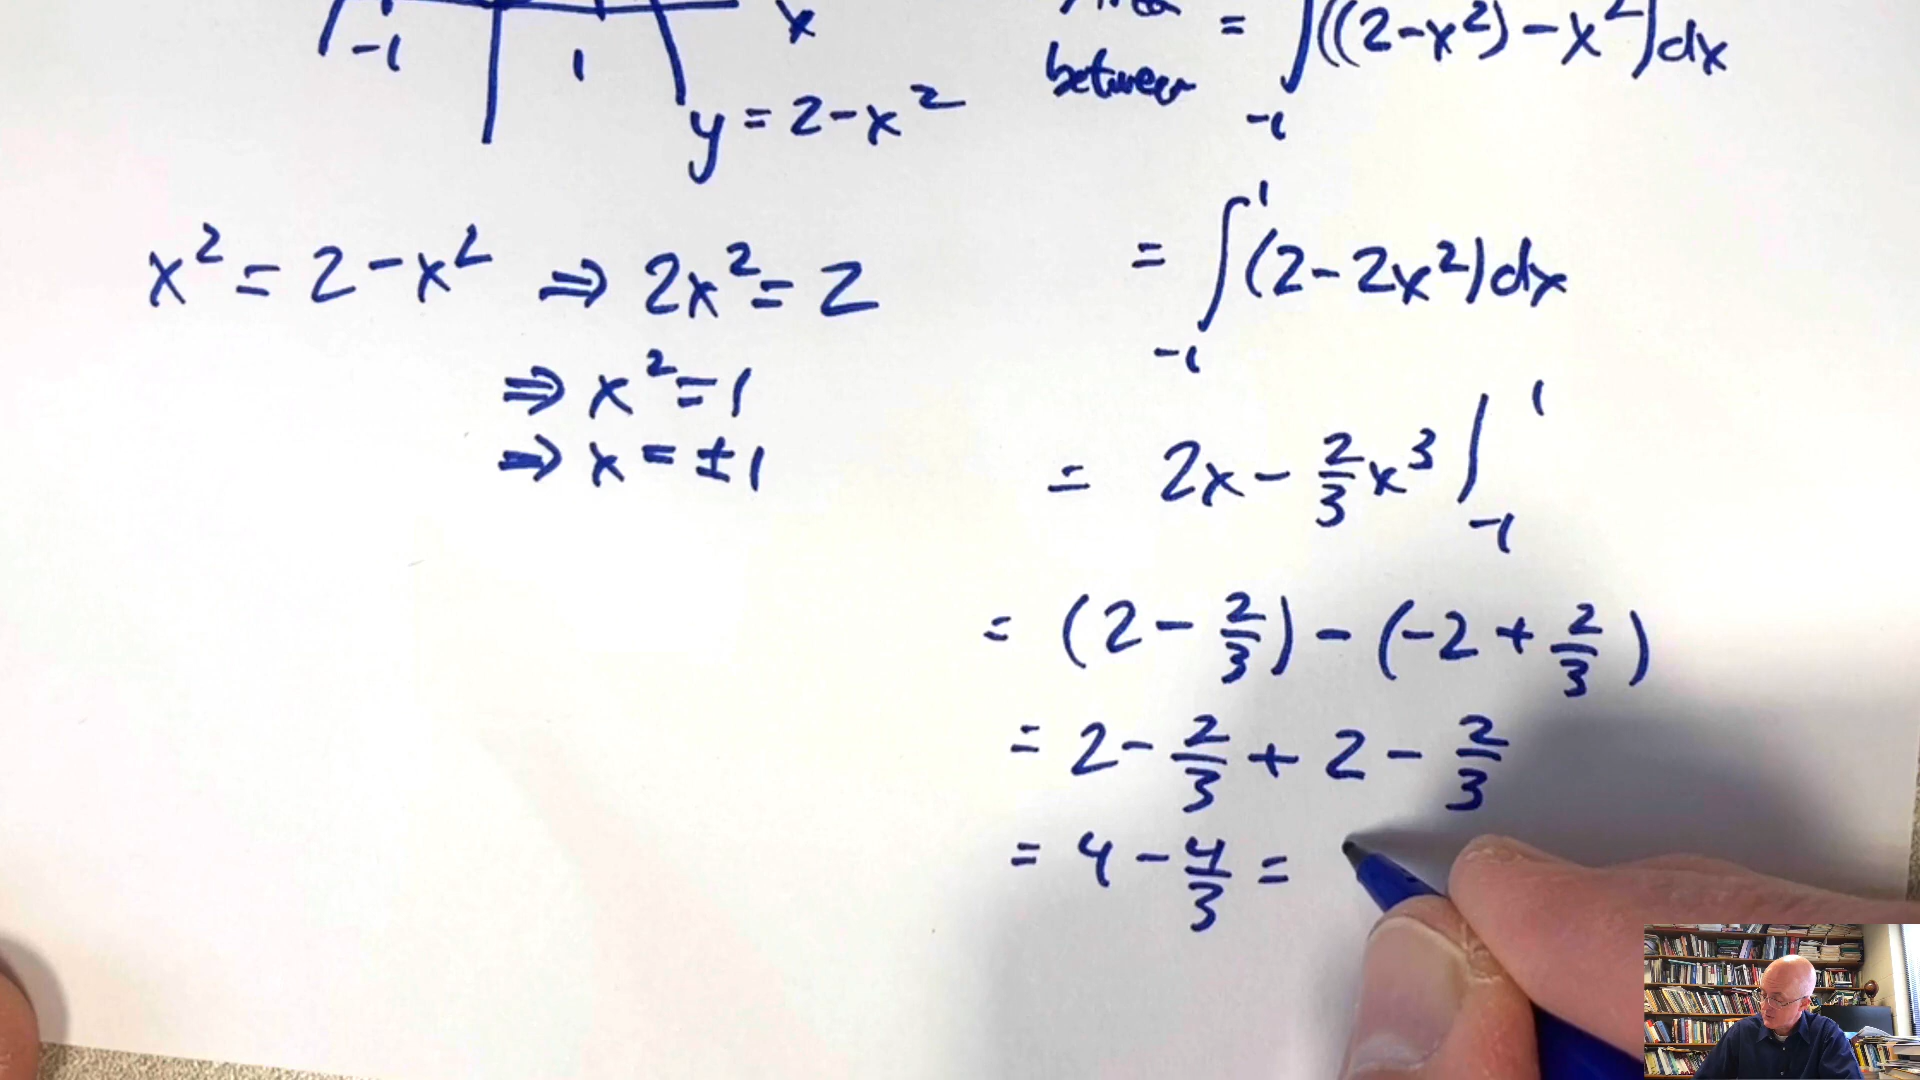 -1 1 x
y = 2 - x²
x² = 2 - x² ⇒ 2x² = 2
⇒ x² = 1
⇒ x = ±1
between = ∫₋₁ ((2-x²) - x²) dx
= ∫₋₁¹ (2 - 2x²) dx
= 2x - 2/3 x³ |₋₁¹
= (2 - 2/3) - (-2 + 2/3)
= 2 - 2/3 + 2 - 2/3
= 4 - 4/3 =